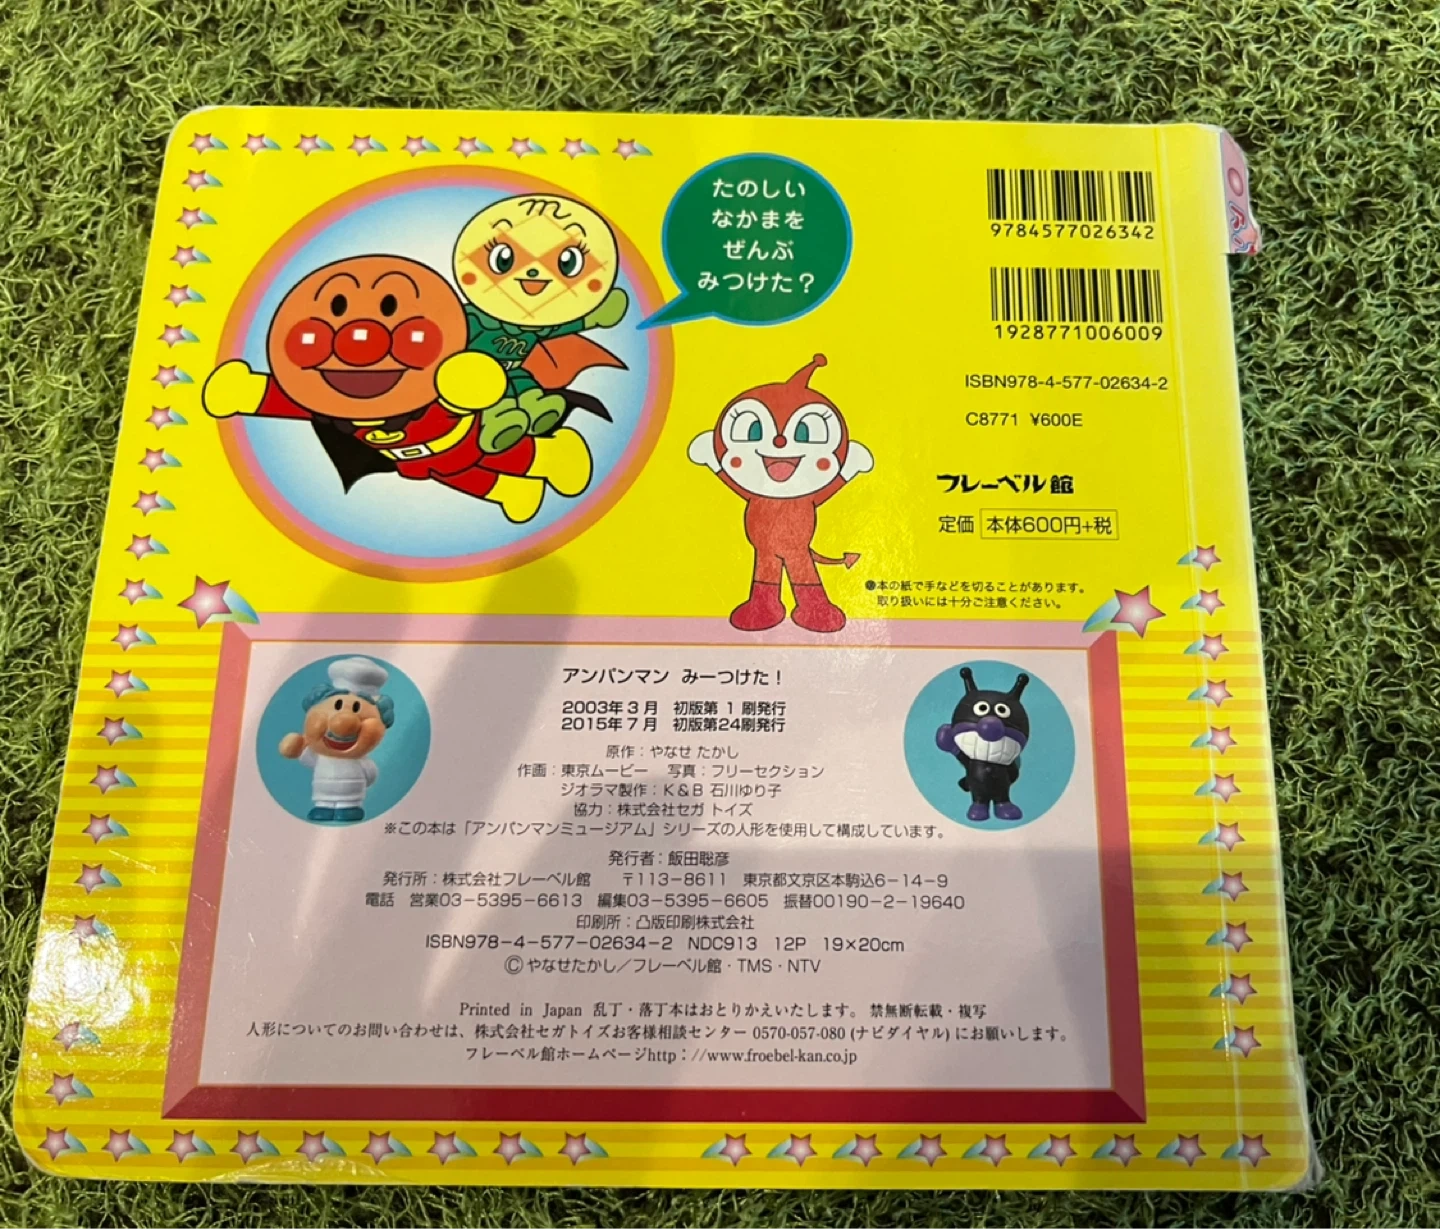 たのしい
なかまを
ぜんぶ
みつけた？
9784577026342
1928771006009
ISBN978-4-577-02634-2
C8771 ¥600E
フレーベル館
定価 本体600円+税
●本の紙で手などを切ることがあります。
取り扱いには十分ご注意ください。
アンパンマン みーつけた！
2003年3月 初版第1刷発行
2015年7月 初版第24刷発行
原作：やなせ たかし
作画：東京ムービー 写真：フリーセクション
ジオラマ製作：K＆B 石川ゆり子
協力：株式会社セガ トイズ
※この本は「アンパンマンミュージアム」シリーズの人形を使用して構成しています。
発行者：飯田聡彦
発行所：株式会社フレーベル館 〒113−8611 東京都文京区本駒込6−14−9
電話 営業03−5395−6613 編集03−5395−6605 振替00190−2−19640
印刷所：凸版印刷株式会社
ISBN978−4−577−02634−2 NDC913 12P 19×20cm
©やなせたかし／フレーベル館・TMS・NTV
Printed in Japan 乱丁・落丁本はおとりかえいたします。 禁無断転載・複写
人形についてのお問い合わせは、株式会社セガトイズお客様相談センター 0570-057-080 (ナビダイヤル) にお願いします。
フレーベル館ホームページhttp：//www.froebel-kan.co.jp